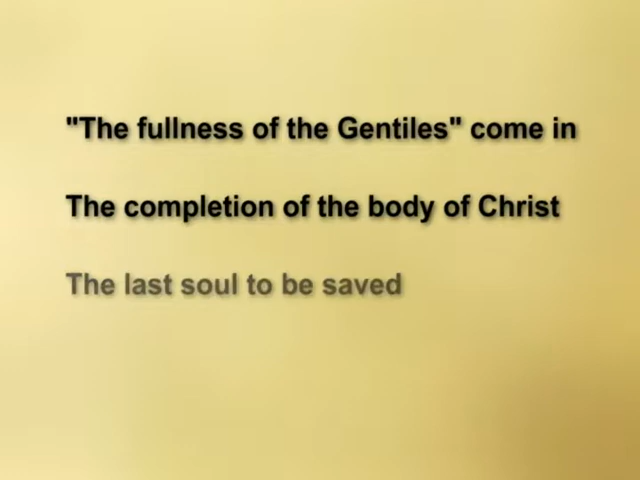 "The fullness of the Gentiles" come in
The completion of the body of Christ
The last soul to be saved